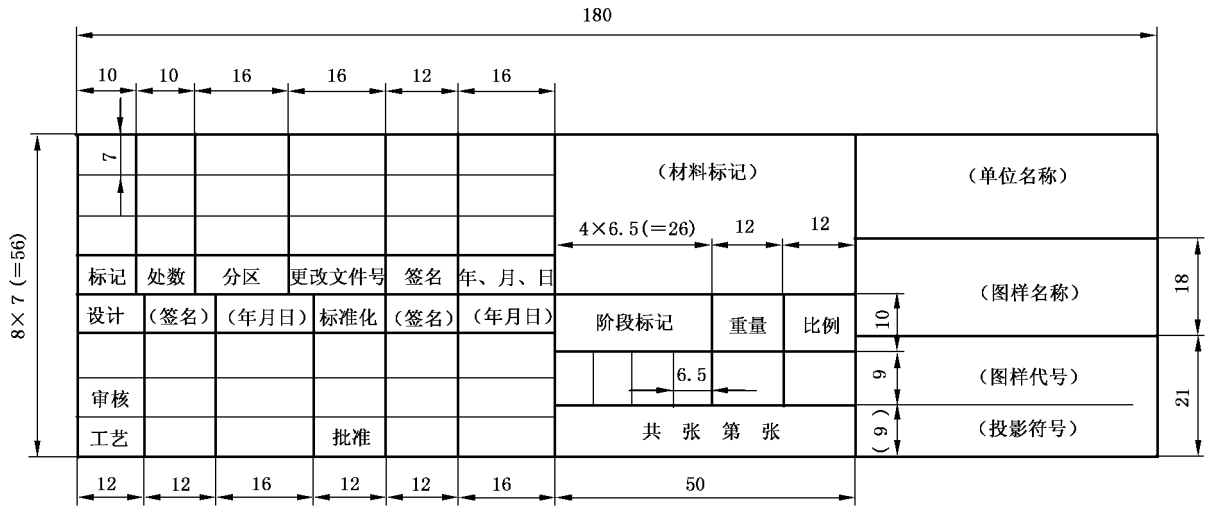 180
10 10 16 16 12 16
7
(材料标记)
(单位名称)
4×6.5(=26) 12 12
8×7(=56)
标记 处数 分区 更改文件号 签名 年、月、日
(图样名称)
18
设计 (签名) (年月日) 标准化 (签名) (年月日)
阶段标记 重量 比例
10
6.5
9
(图样代号)
审核
21
工艺 批准
共 张 第 张
(9)
(投影符号)
12 12 16 12 12 16 50